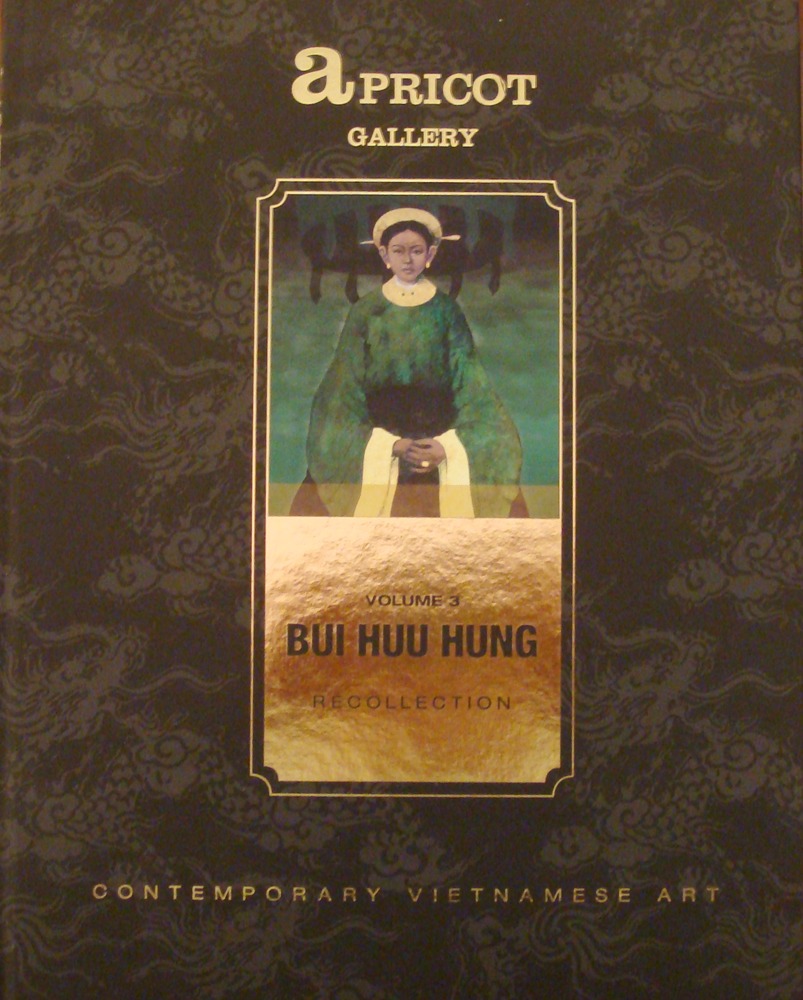 aPRICOT
GALLERY
VOLUME 3
BUI HUU HUNG
RECOLLECTION
CONTEMPORARY VIETNAMESE ART